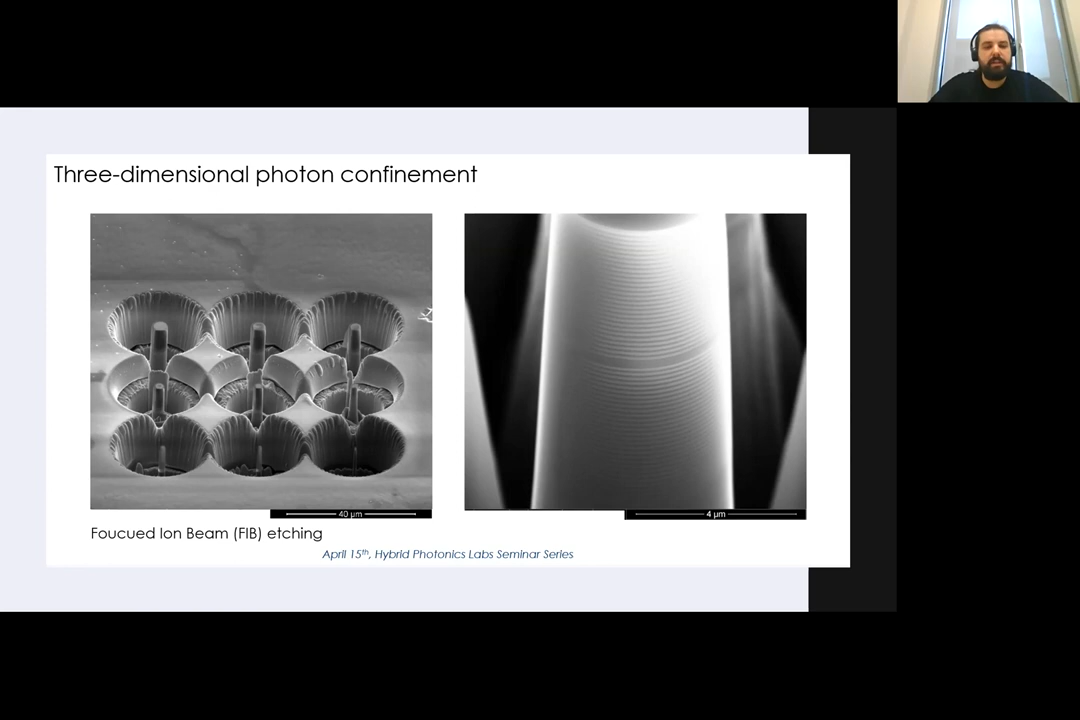 Three-dimensional photon confinement
40 µm
4 µm
Foucued Ion Beam (FIB) etching
April 15th, Hybrid Photonics Labs Seminar Series